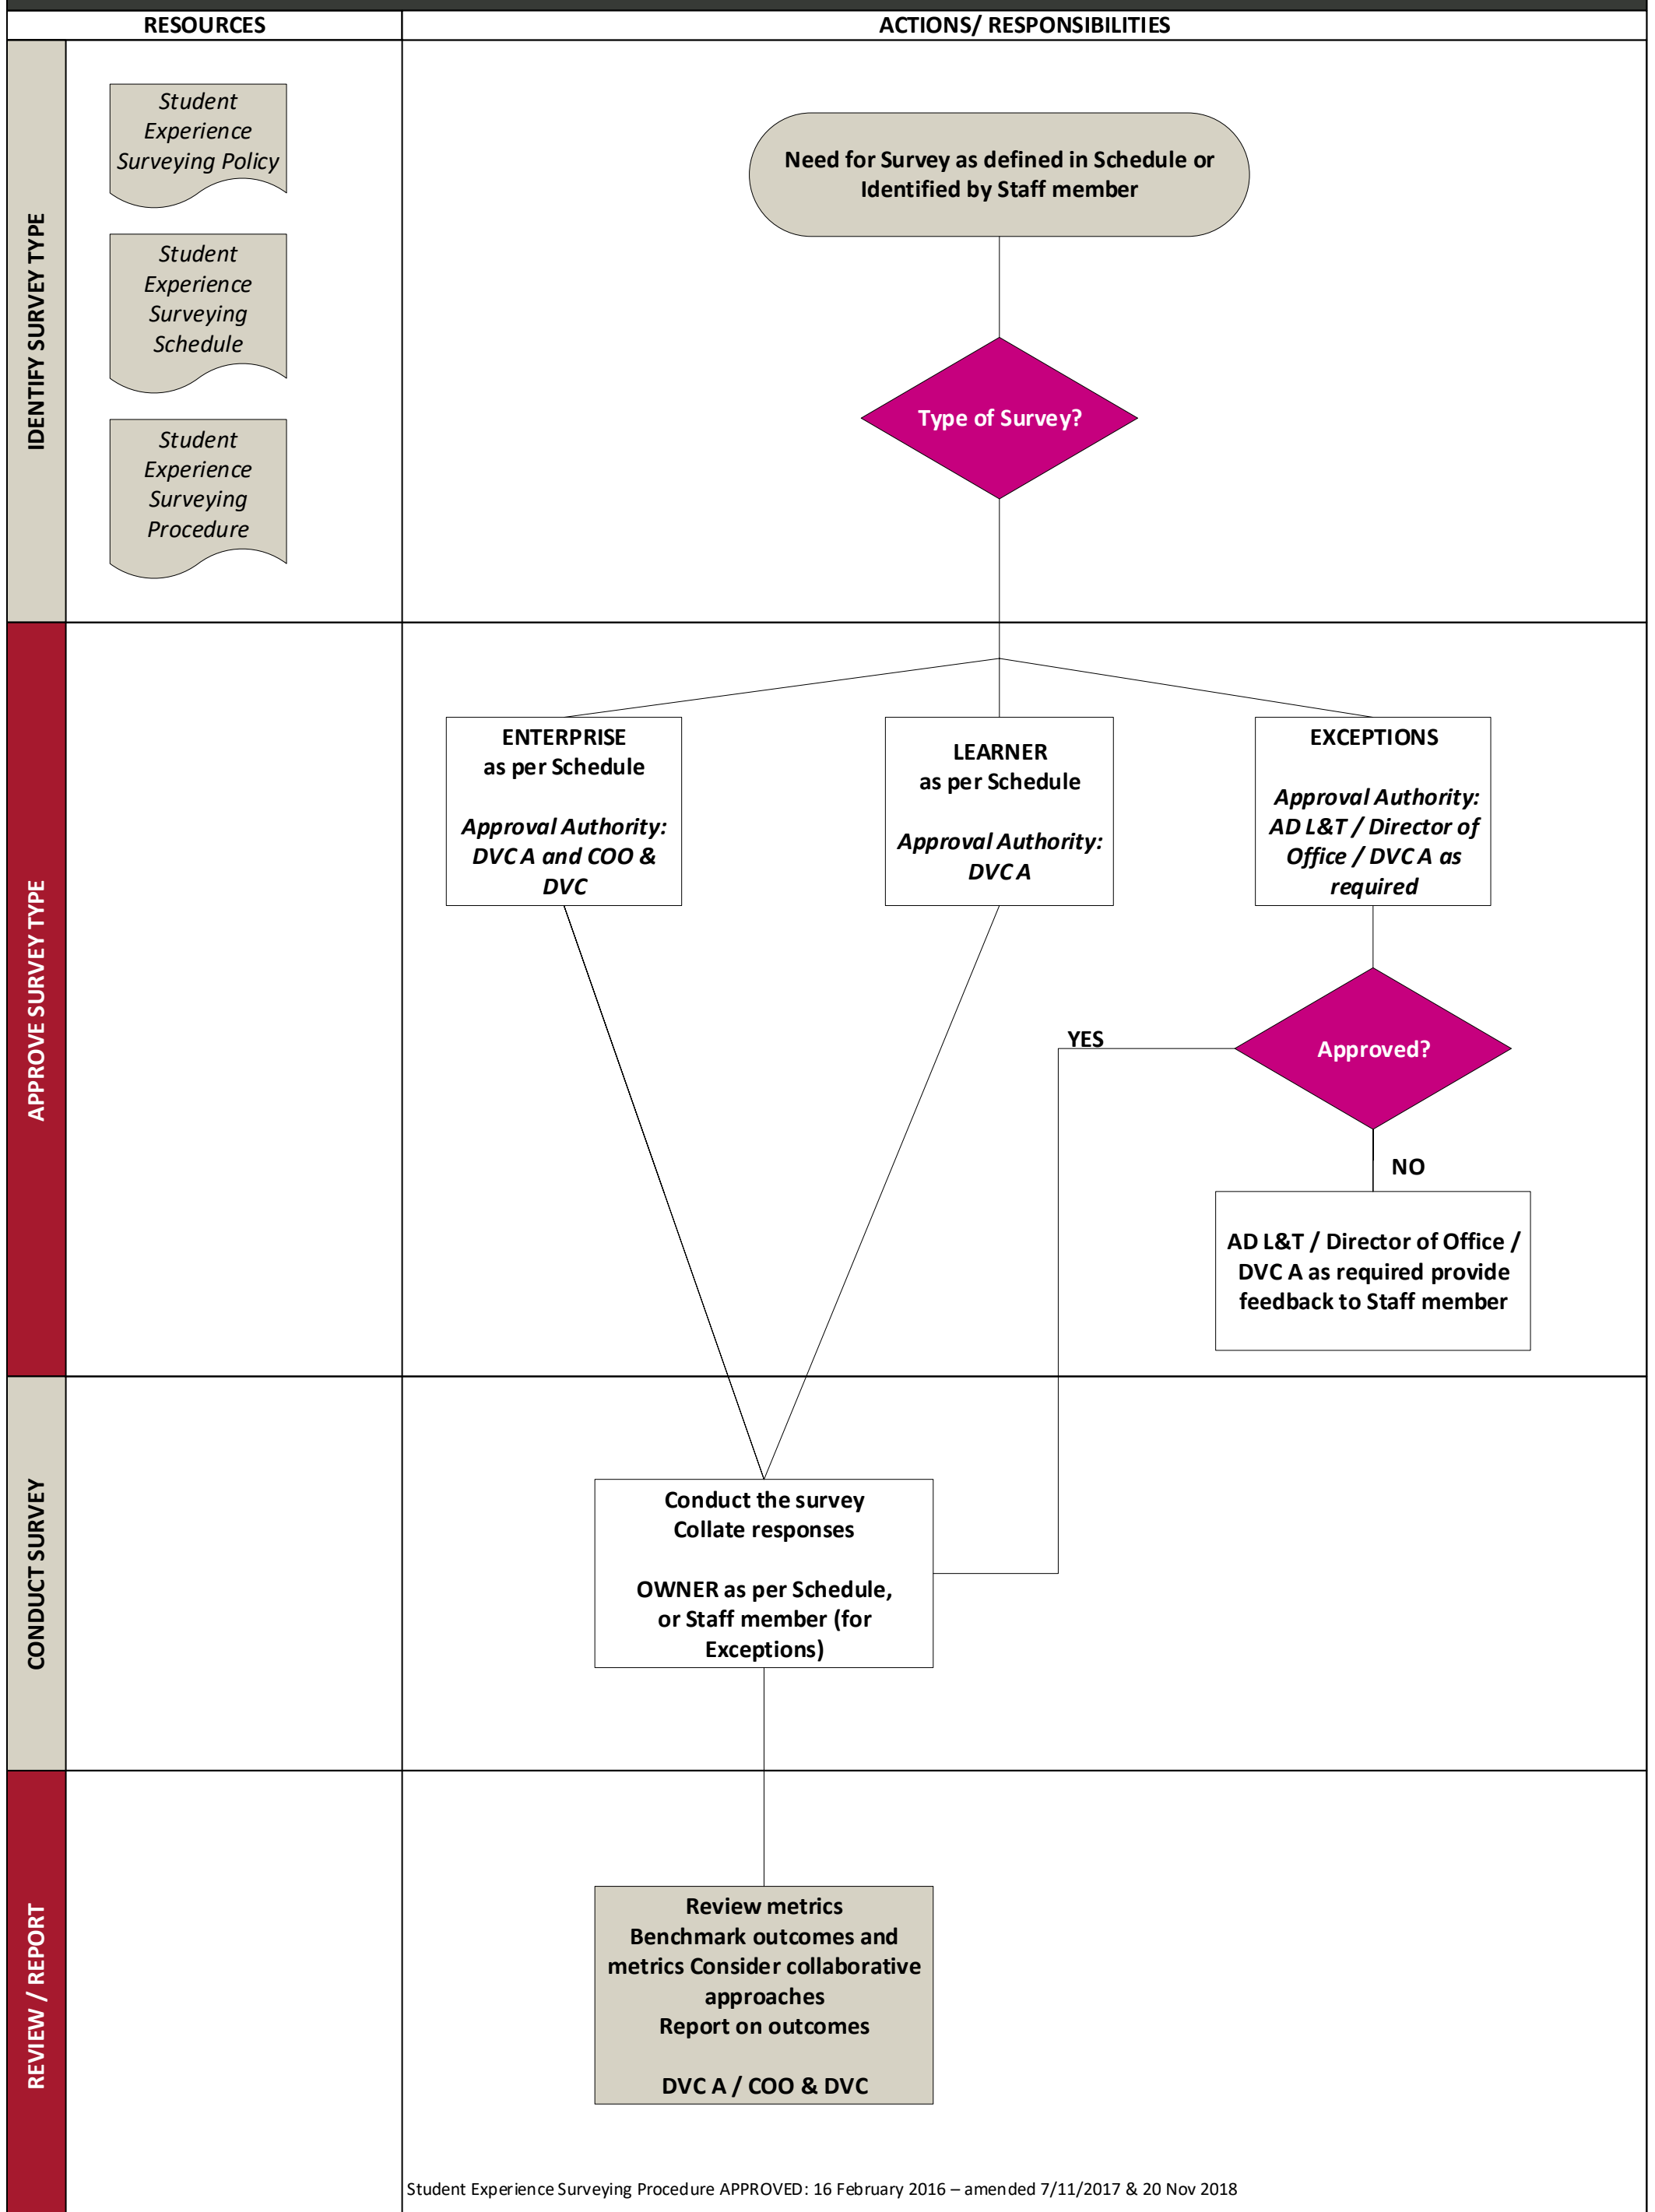 RESOURCES
ACTIONS/ RESPONSIBILITIES
IDENTIFY SURVEY TYPE
Student
Experience
Surveying Policy
Student
Experience
Surveying
Schedule
Student
Experience
Surveying
Procedure
Need for Survey as defined in Schedule or
Identified by Staff member
Type of Survey?
APPROVE SURVEY TYPE
ENTERPRISE
as per Schedule
Approval Authority:
DVC A and COO &
DVC
LEARNER
as per Schedule
Approval Authority:
DVC A
EXCEPTIONS
Approval Authority:
AD L&T / Director of
Office / DVC A as
required
YES
Approved?
NO
AD L&T / Director of Office /
DVC A as required provide
feedback to Staff member
CONDUCT SURVEY
Conduct the survey
Collate responses
OWNER as per Schedule,
or Staff member (for
Exceptions)
REVIEW / REPORT
Review metrics
Benchmark outcomes and
metrics Consider collaborative
approaches
Report on outcomes
DVC A / COO & DVC
Student Experience Surveying Procedure APPROVED: 16 February 2016 – amended 7/11/2017 & 20 Nov 2018